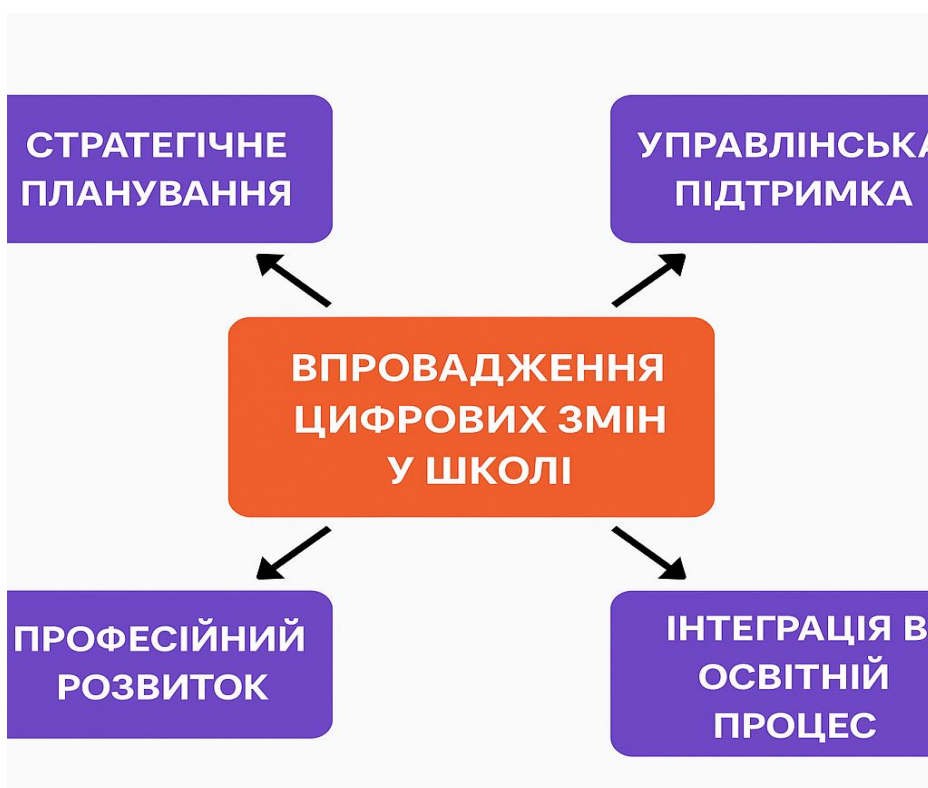 СТРАТЕГІЧНЕ
ПЛАНУВАННЯ
УПРАВЛІНСЬКА
ПІДТРИМКА
ВПРОВАДЖЕННЯ
ЦИФРОВИХ ЗМІН
У ШКОЛІ
ПРОФЕСІЙНИЙ
РОЗВИТОК
ІНТЕГРАЦІЯ В
ОСВІТНІЙ
ПРОЦЕС